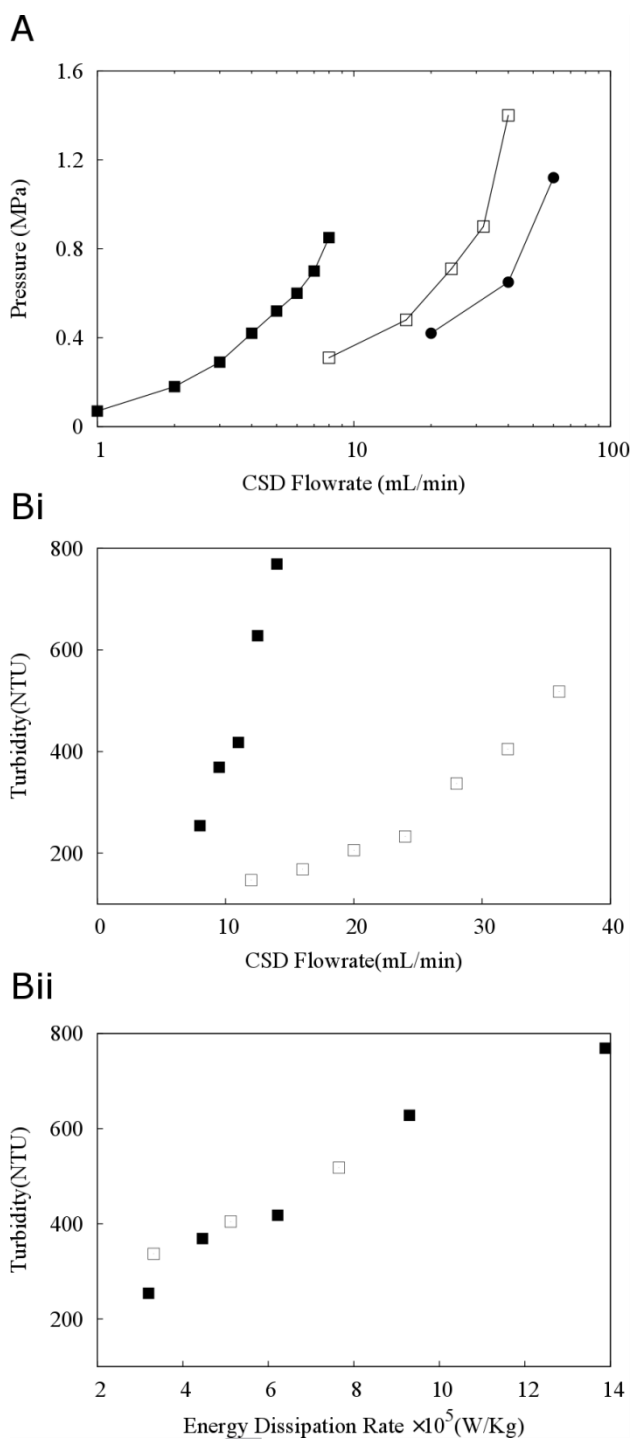 A
1.6
1.2
0.8
0.4
0
Pressure (MPa)
1 10 100
CSD Flowrate (mL/min)
Bi
800
600
400
200
Turbidity(NTU)
0 10 20 30 40
CSD Flowrate(mL/min)
Bii
800
600
400
200
Turbidity(NTU)
2 4 6 8 10 12 14
Energy Dissipation Rate ×10⁵(W/Kg)